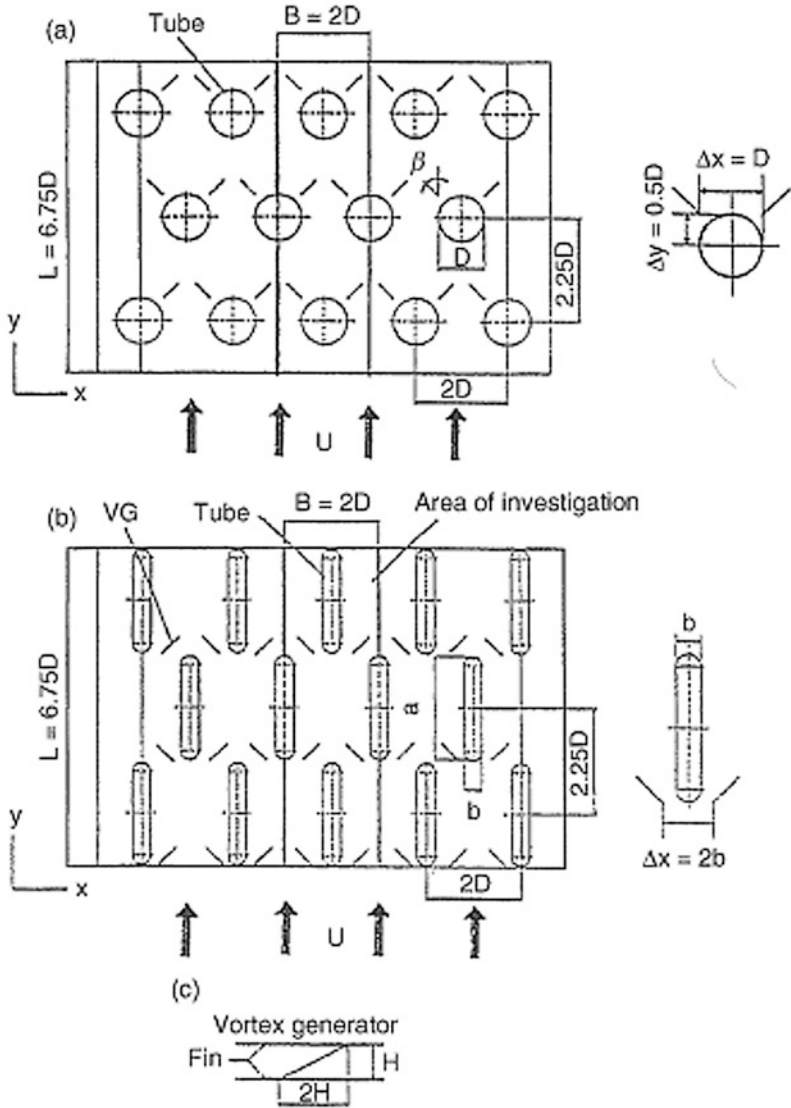 (a)
Tube
B = 2D
L = 6.75D
β
D
2.25D
2D
y
x
U
Δx = D
Δy = 0.5D
(b)
VG
Tube
B = 2D
Area of investigation
L = 6.75D
a
b
2.25D
2D
y
x
U
b
Δx = 2b
(c)
Vortex generator
Fin
H
2H